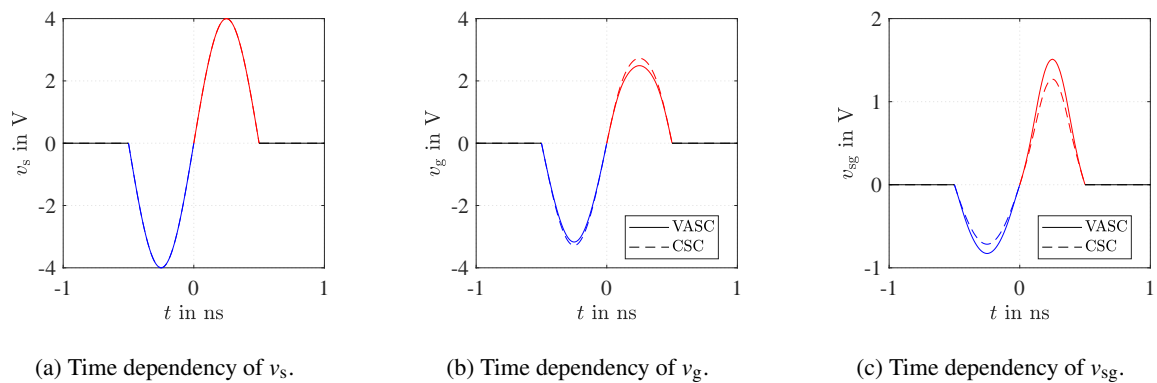 4
2
0
-2
-4
-1
0
1
v_s in V
t in ns
(a) Time dependency of v_s.
4
2
0
-2
-4
-1
0
1
v_g in V
t in ns
VASC
CSC
(b) Time dependency of v_g.
2
1
0
-1
-1
0
1
v_sg in V
t in ns
VASC
CSC
(c) Time dependency of v_sg.